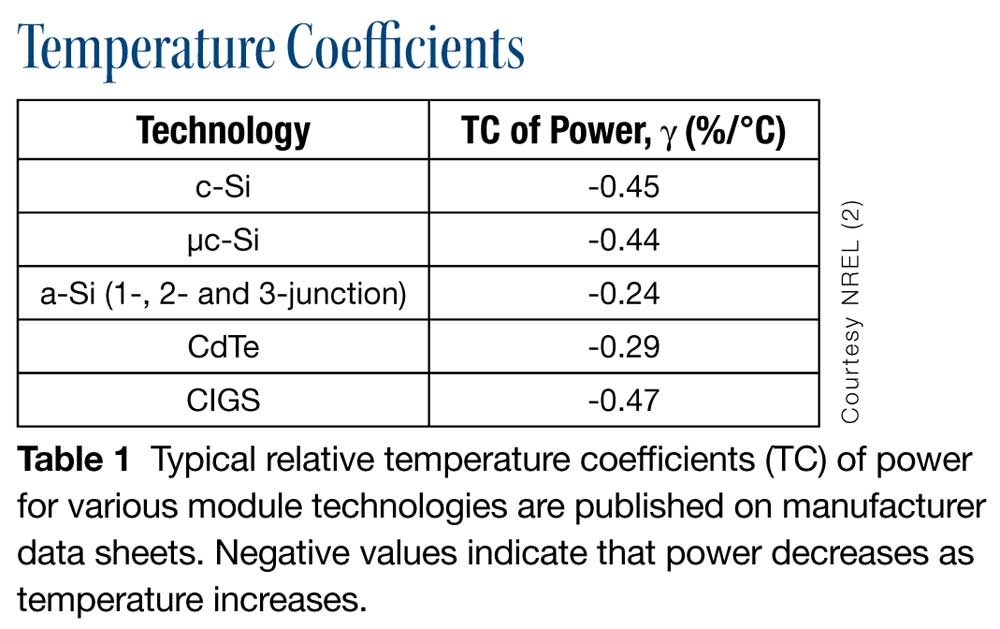 Temperature Coefficients
Technology TC of Power, γ (%/°C)
c-Si -0.45
μc-Si -0.44
a-Si (1-, 2- and 3-junction) -0.24
CdTe -0.29
CIGS -0.47
Courtesy NREL (2)
Table 1 Typical relative temperature coefficients (TC) of power
for various module technologies are published on manufacturer
data sheets. Negative values indicate that power decreases as
temperature increases.